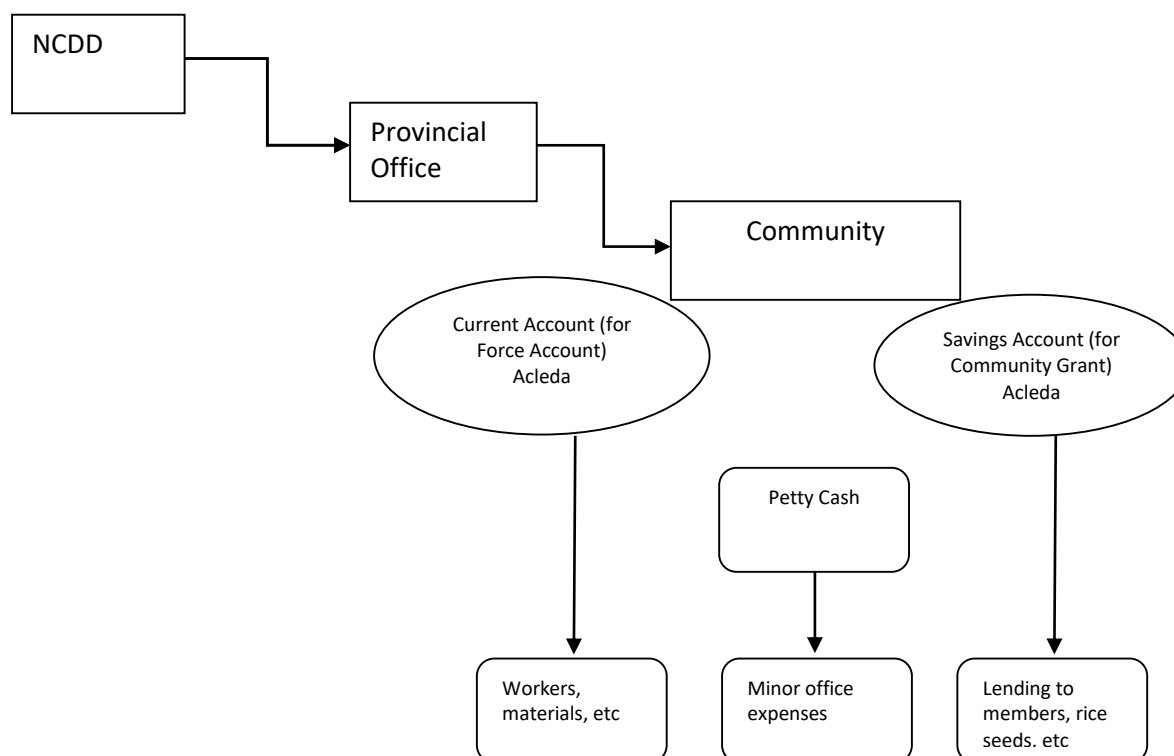 NCDD
Provincial
Office
Community
Current Account (for
Force Account)
Acleda
Savings Account (for
Community Grant)
Acleda
Petty Cash
Workers,
materials, etc
Minor office
expenses
Lending to
members, rice
seeds. etc